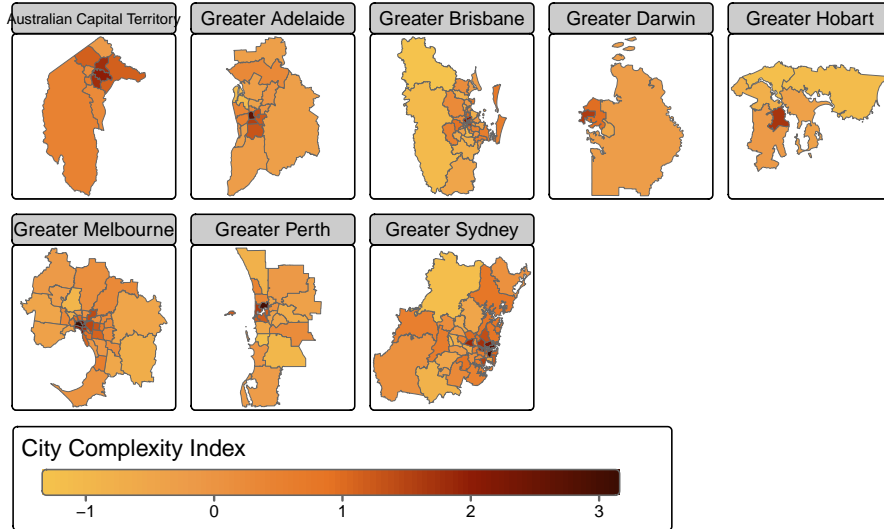 Australian Capital Territory
Greater Adelaide
Greater Brisbane
Greater Darwin
Greater Hobart
Greater Melbourne
Greater Perth
Greater Sydney
City Complexity Index
−1 0 1 2 3